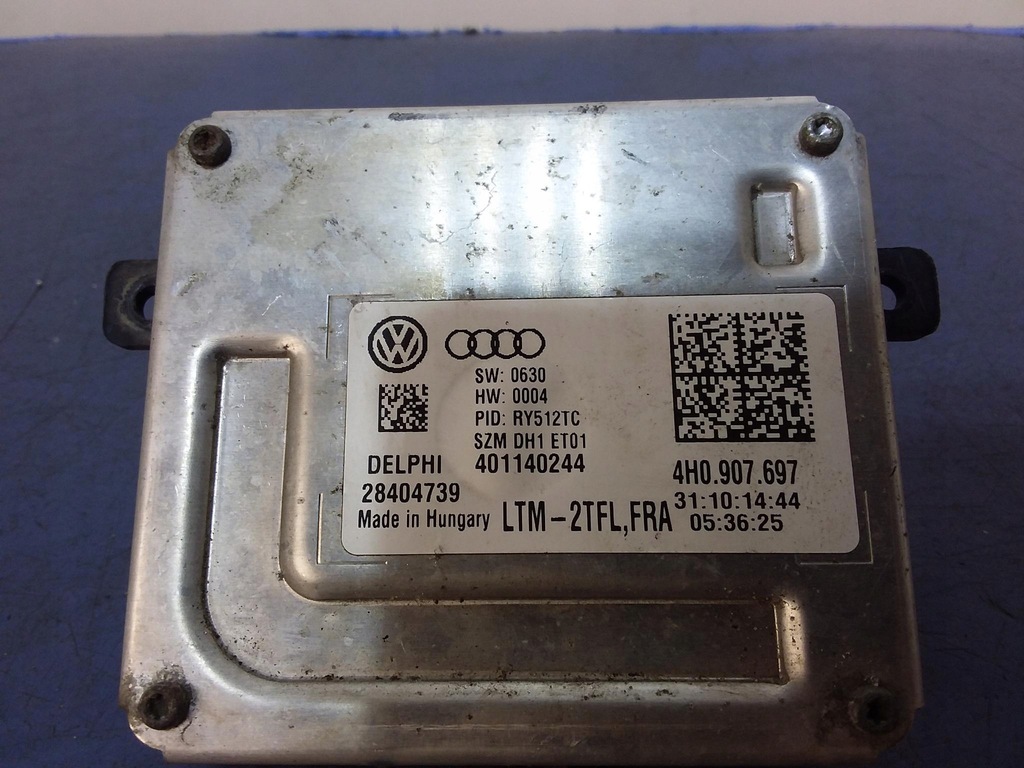 SW: 0630
HW: 0004
PID: RY512TC
SZM DH1 ET01
DELPHI 401140244
28404739
Made in Hungary LTM-2TFL,FRA
4H0.907.697
31:10:14:44
05:36:25